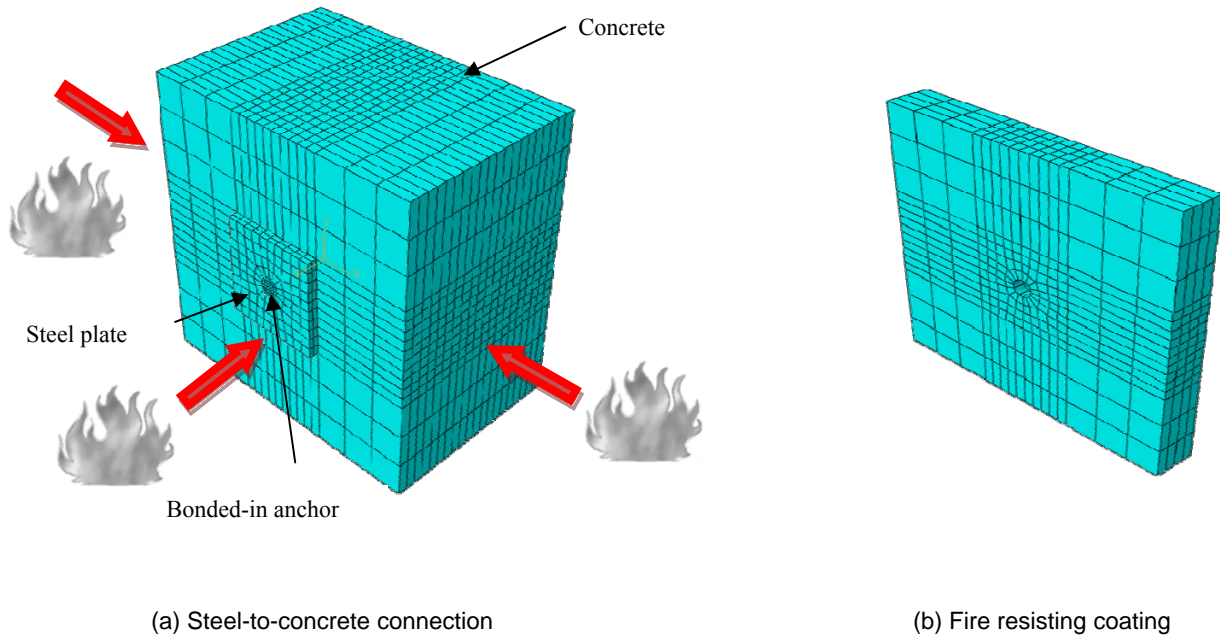 Concrete
Steel plate
Bonded-in anchor
(a) Steel-to-concrete connection
(b) Fire resisting coating